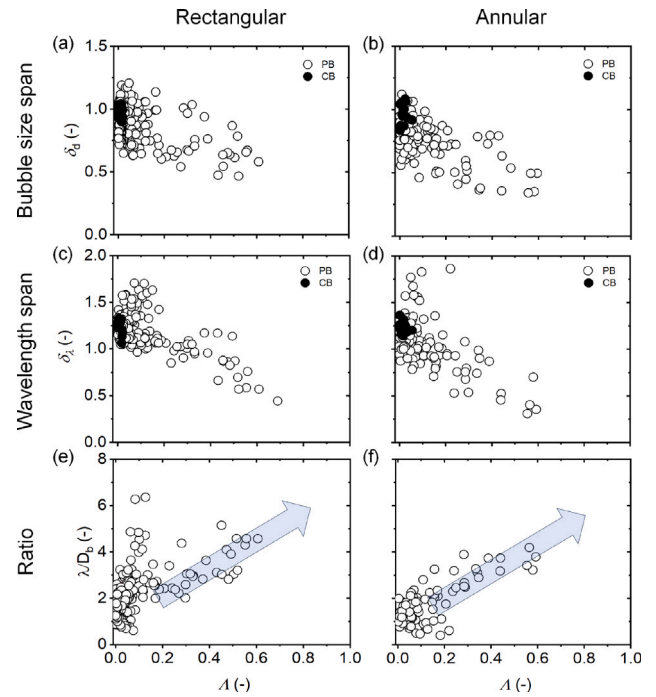 Rectangular
Annular
(a)
(b)
Bubble size span
δd (-)
1.5
1.0
0.5
0.0
PB
CB
PB
CB
(c)
(d)
Wavelength span
δλ (-)
2.0
1.5
1.0
0.5
0.0
PB
CB
PB
CB
(e)
(f)
Ratio
λ/Db (-)
8
6
4
2
0
0.0 0.2 0.4 0.6 0.8 1.0
0.0 0.2 0.4 0.6 0.8 1.0
Λ (-)
Λ (-)